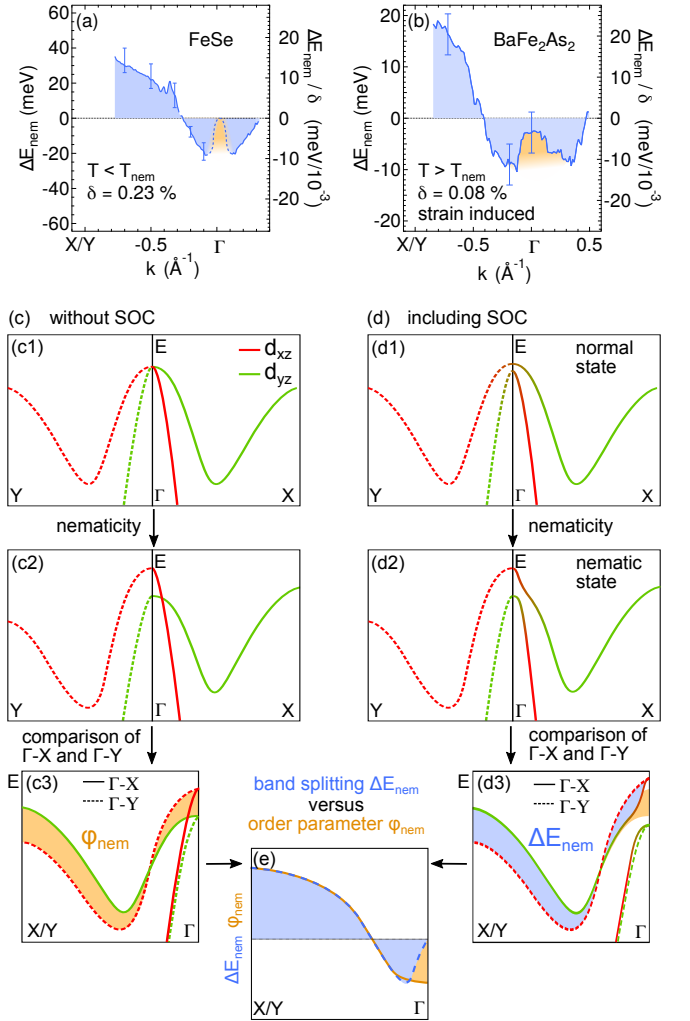 (a) FeSe
ΔE_nem (meV)
60
40
20
0
-20
-40
-60
20
10
0
-10
-20
ΔE_nem / δ (meV/10⁻³)
T < T_nem
δ = 0.23 %
X/Y -0.5 Γ
k (Å⁻¹)
(b) BaFe₂As₂
ΔE_nem (meV)
20
10
0
-10
-20
20
10
0
-10
-20
ΔE_nem / δ (meV/10⁻³)
T > T_nem
δ = 0.08 %
strain induced
X/Y -0.5 Γ 0.5
k (Å⁻¹)
(c) without SOC
(d) including SOC
(c1) E
d_xz
d_yz
Y Γ X
(d1) E normal
state
Y Γ X
nematicity
nematicity
(c2) E
Y Γ X
(d2) E nematic
state
Y Γ X
comparison of
Γ-X and Γ-Y
comparison of
Γ-X and Γ-Y
E (c3) Γ-X
Γ-Y
φ_nem
X/Y Γ
band splitting ΔE_nem
versus
order parameter φ_nem
E (d3) Γ-X
Γ-Y
ΔE_nem
X/Y Γ
(e)
ΔE_nem φ_nem
X/Y Γ